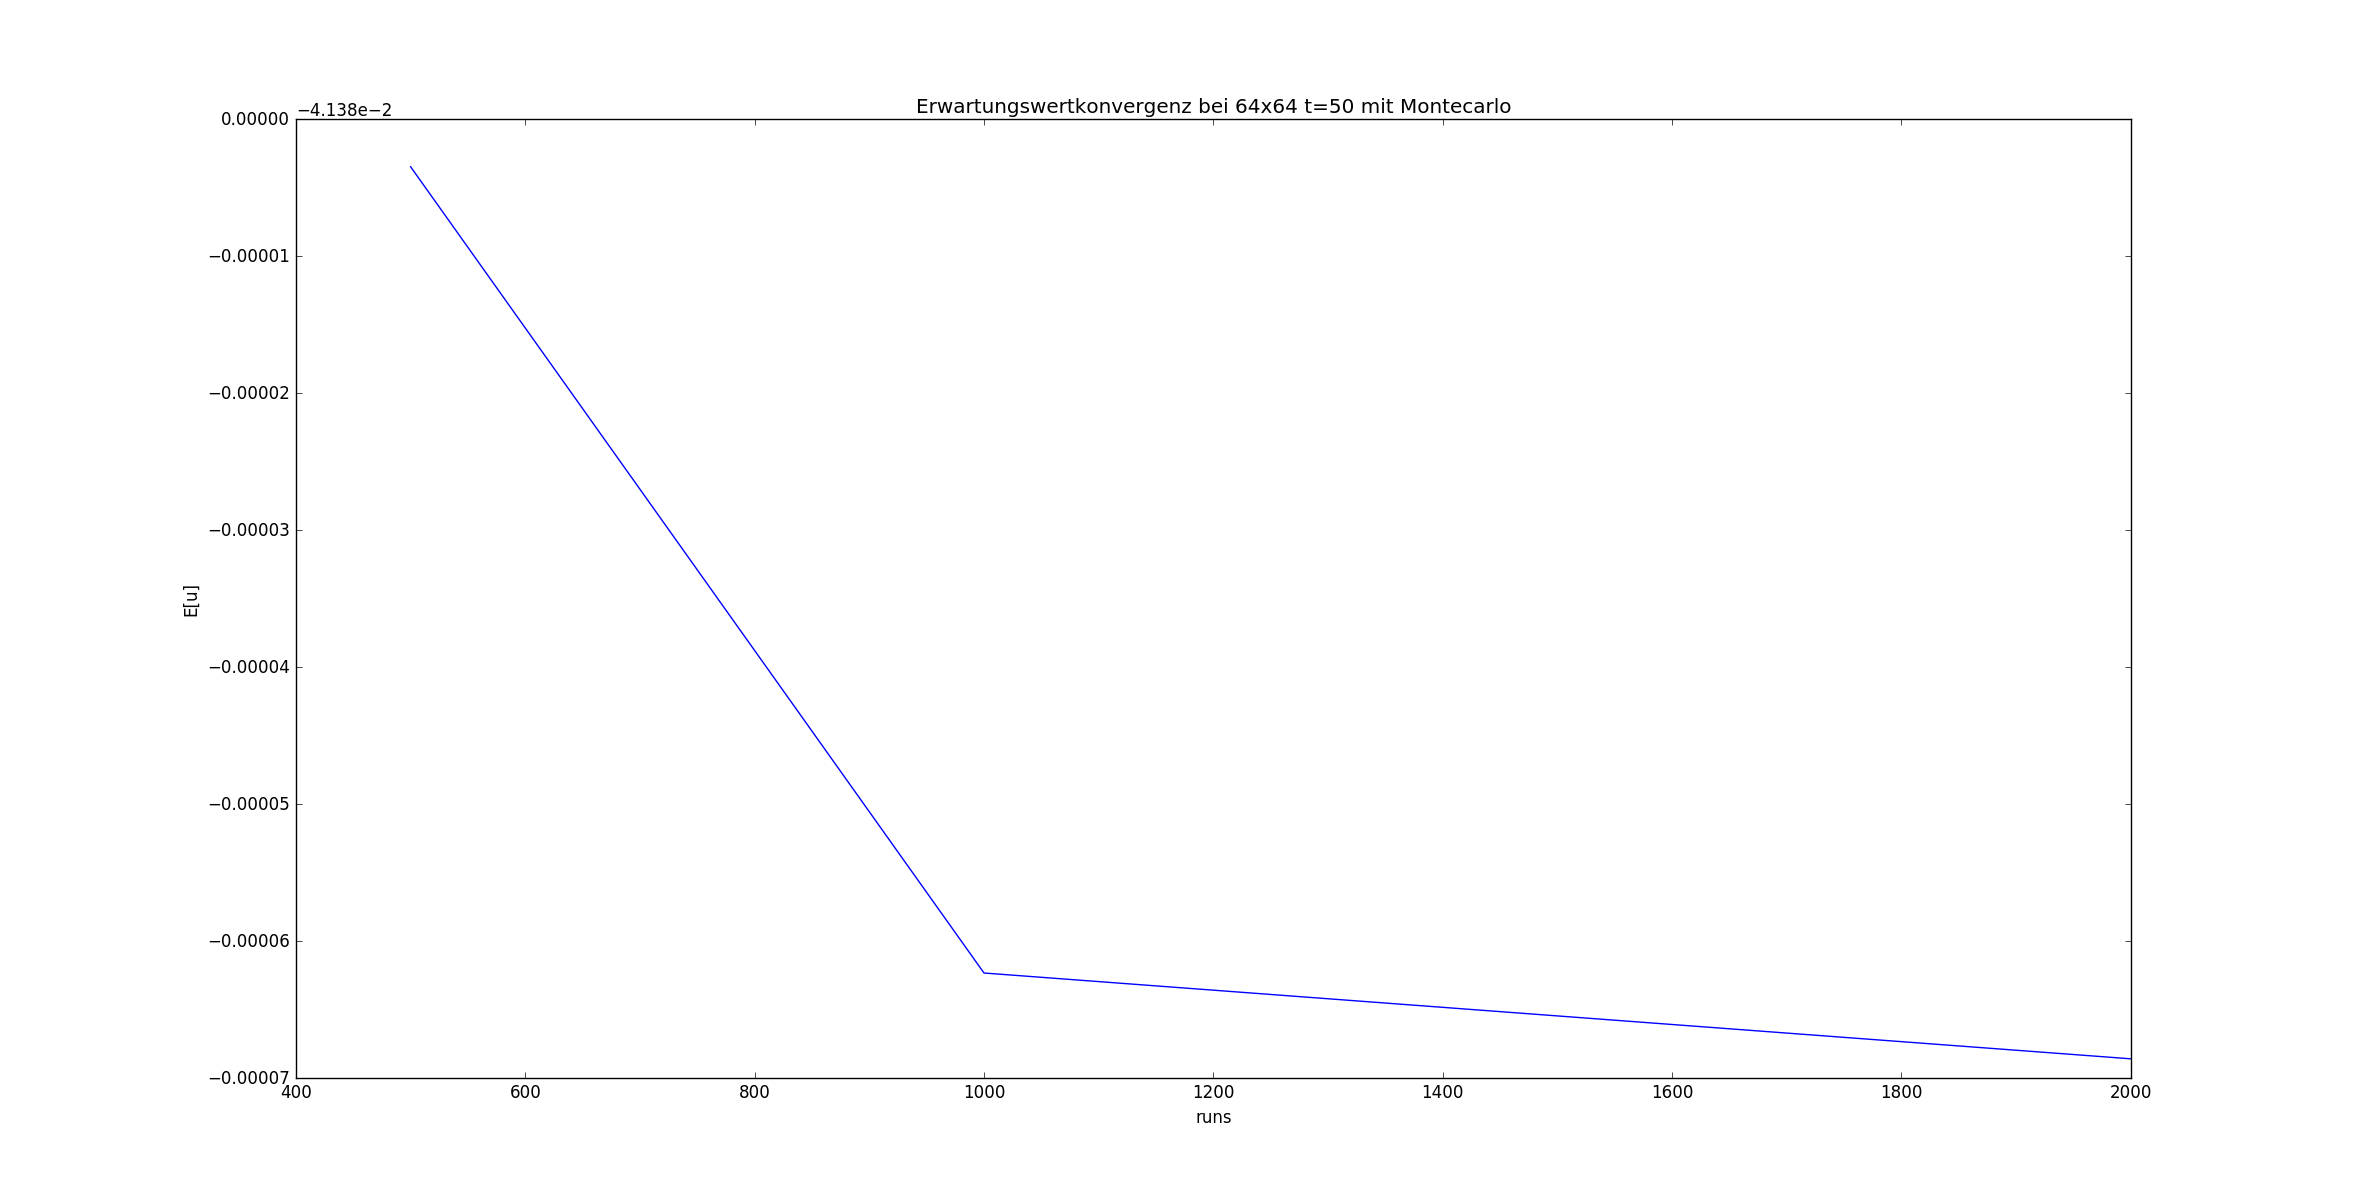 Erwartungswertkonvergenz bei 64x64 t=50 mit Montecarlo
−4.138e−2
0.00000
−0.00001
−0.00002
−0.00003
−0.00004
−0.00005
−0.00006
−0.00007
E[u]
400 600 800 1000 1200 1400 1600 1800 2000
runs